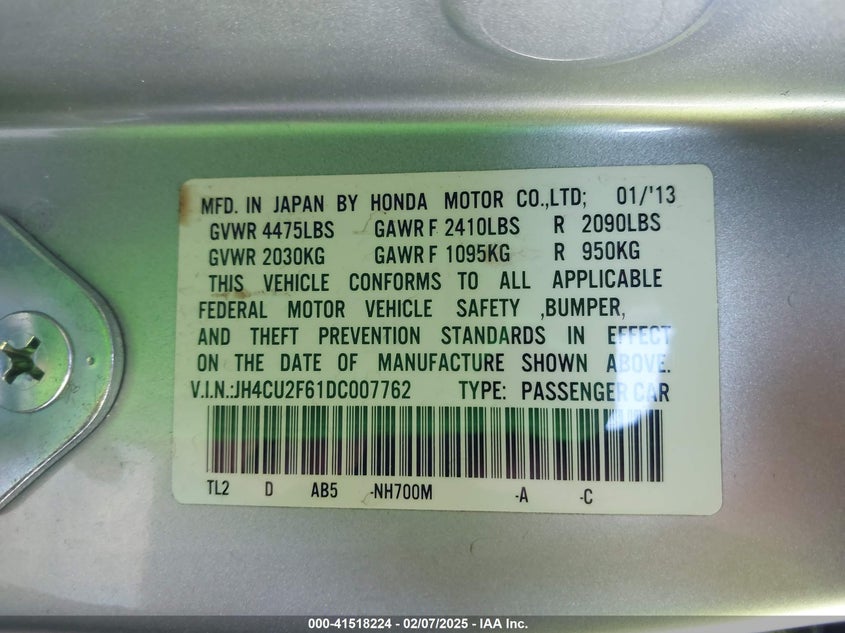 MFD. IN JAPAN BY HONDA MOTOR CO.,LTD; 01/'13
GVWR 4475LBS GAWR F 2410LBS R 2090LBS
GVWR 2030KG GAWR F 1095KG R 950KG
THIS VEHICLE CONFORMS TO ALL APPLICABLE
FEDERAL MOTOR VEHICLE SAFETY ,BUMPER,
AND THEFT PREVENTION STANDARDS IN EFFECT
ON THE DATE OF MANUFACTURE SHOWN ABOVE.
V.I.N.:JH4CU2F61DC007762 TYPE: PASSENGER CAR
TL2 D AB5 -NH700M -A -C
000-41518224 - 02/07/2025 - IAA Inc.